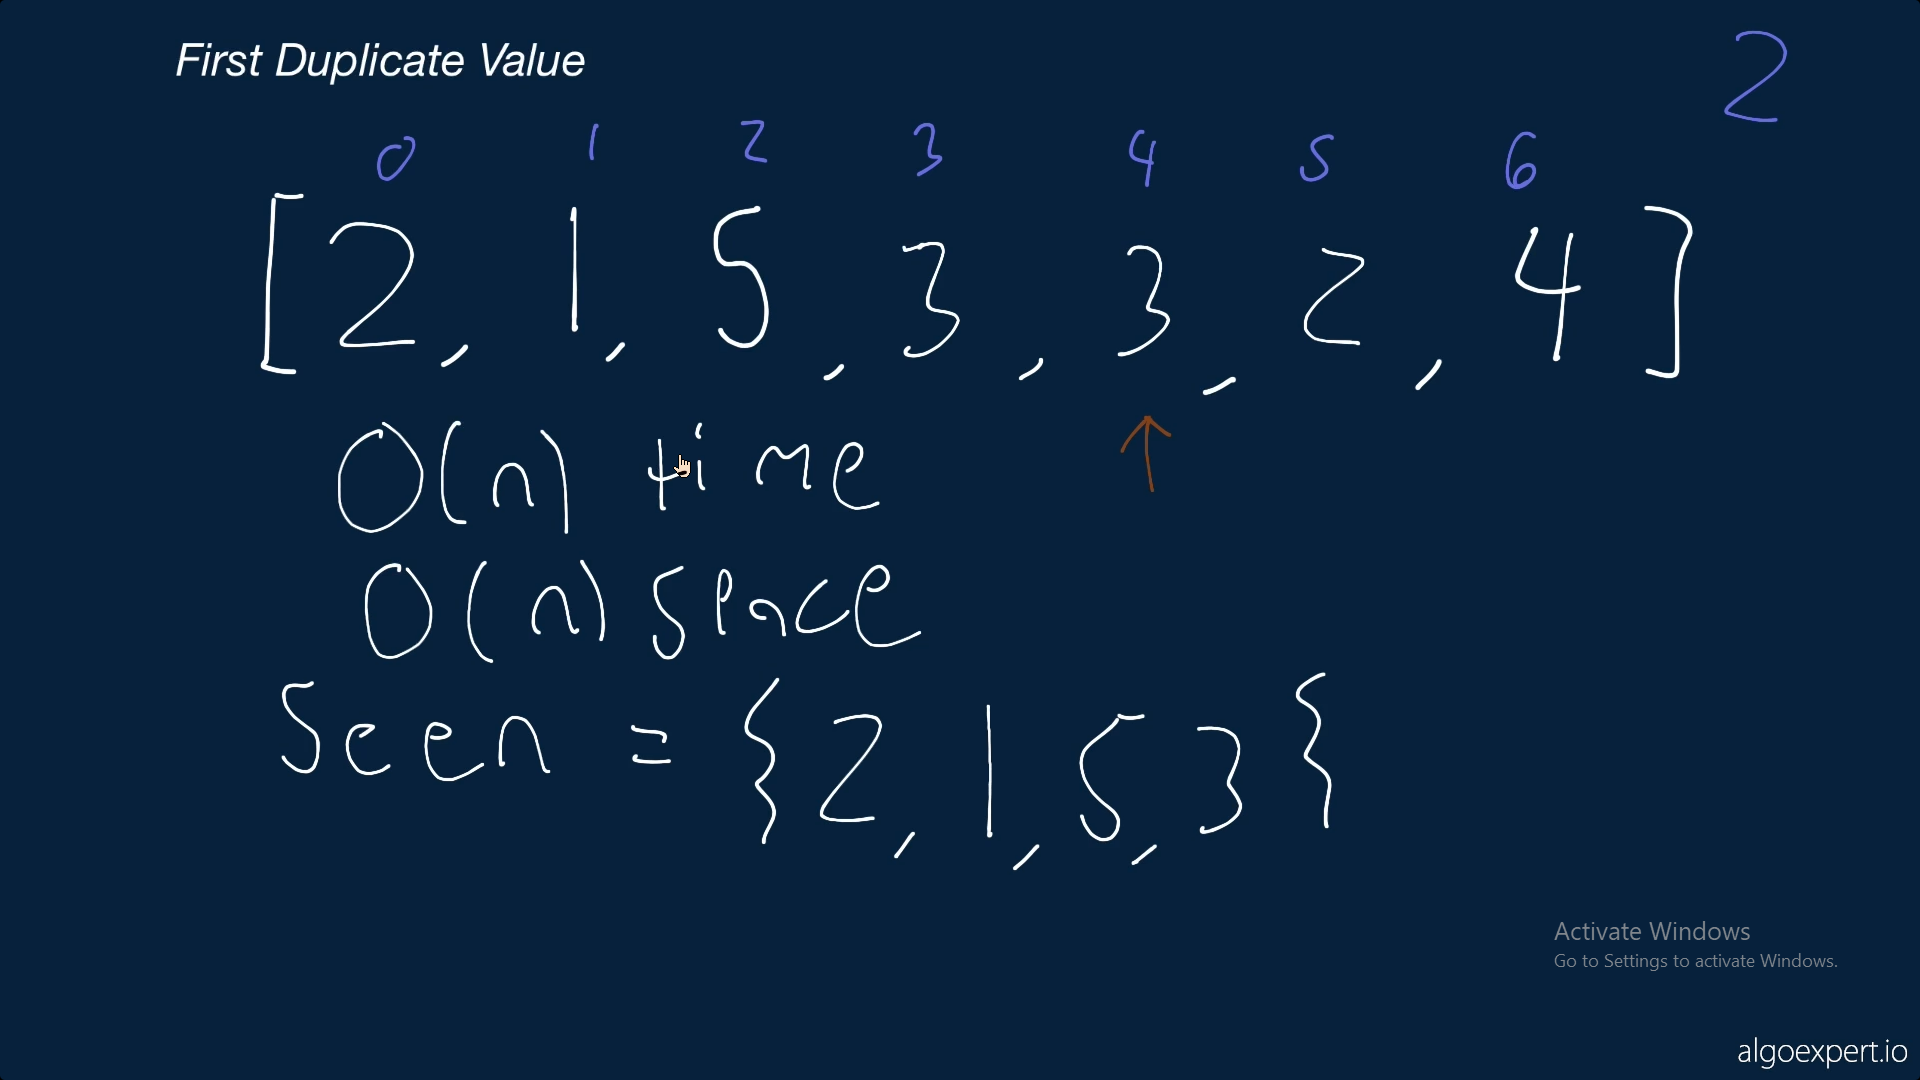 First Duplicate Value
2
0 1 2 3 4 5 6
[2, 1, 5, 3, 3, 2, 4]
O(n) time
O(n) space
Seen = {2, 1, 5, 3{
Activate Windows
Go to Settings to activate Windows.
algoexpert.io